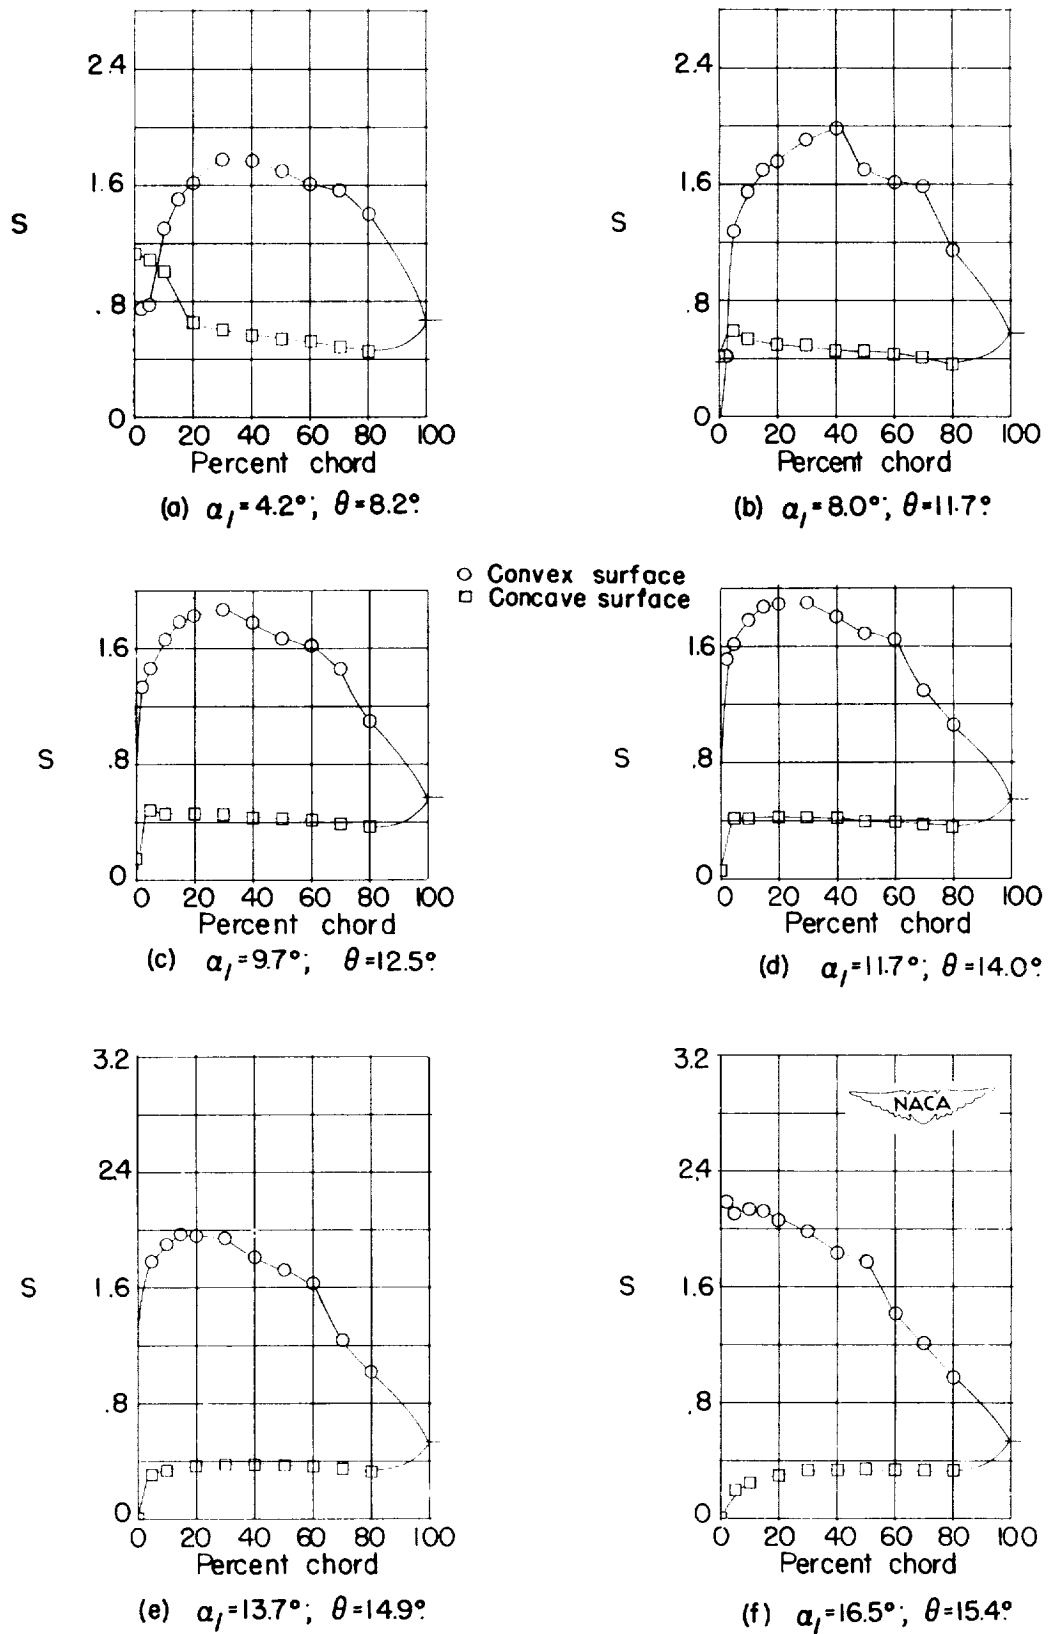 2.4
1.6
S
.8
0
0 20 40 60 80 100
Percent chord
(a) α₁=4.2°; θ=8.2°.
2.4
1.6
S
.8
0
0 20 40 60 80 100
Percent chord
(b) α₁=8.0°; θ=11.7°.
○ Convex surface
□ Concave surface
1.6
S
.8
0
0 20 40 60 80 100
Percent chord
(c) α₁=9.7°; θ=12.5°.
1.6
S
.8
0
0 20 40 60 80 100
Percent chord
(d) α₁=11.7°; θ=14.0°.
3.2
2.4
1.6
S
.8
0
0 20 40 60 80 100
Percent chord
(e) α₁=13.7°; θ=14.9°.
3.2
NACA
2.4
1.6
S
.8
0
0 20 40 60 80 100
Percent chord
(f) α₁=16.5°; θ=15.4°.